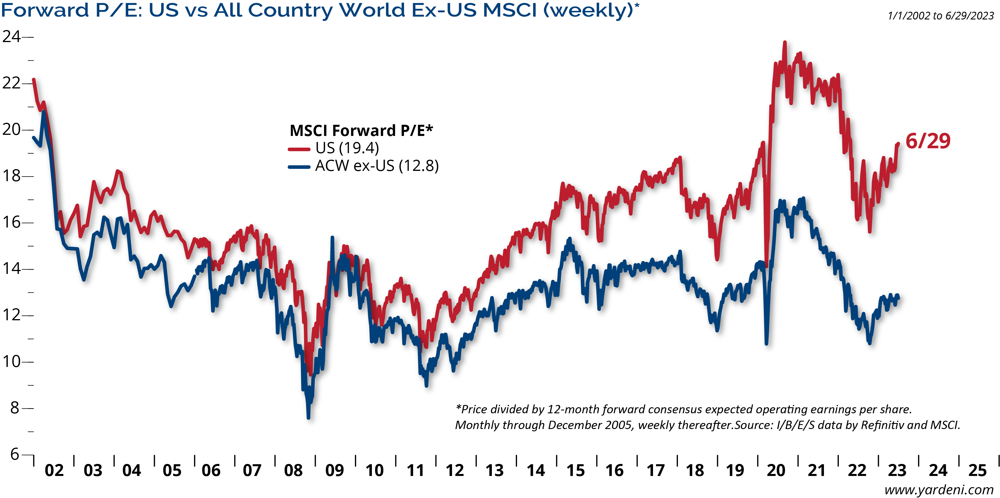 Forward P/E: US vs All Country World Ex-US MSCI (weekly)*
1/1/2002 to 6/29/2023
24
22
20
18
16
14
12
10
8
6
MSCI Forward P/E*
US (19.4)
ACW ex-US (12.8)
6/29
*Price divided by 12-month forward consensus expected operating earnings per share.
Monthly through December 2005, weekly thereafter.Source: I/B/E/S data by Refinitiv and MSCI.
02 03 04 05 06 07 08 09 10 11 12 13 14 15 16 17 18 19 20 21 22 23 24 25
www.yardeni.com